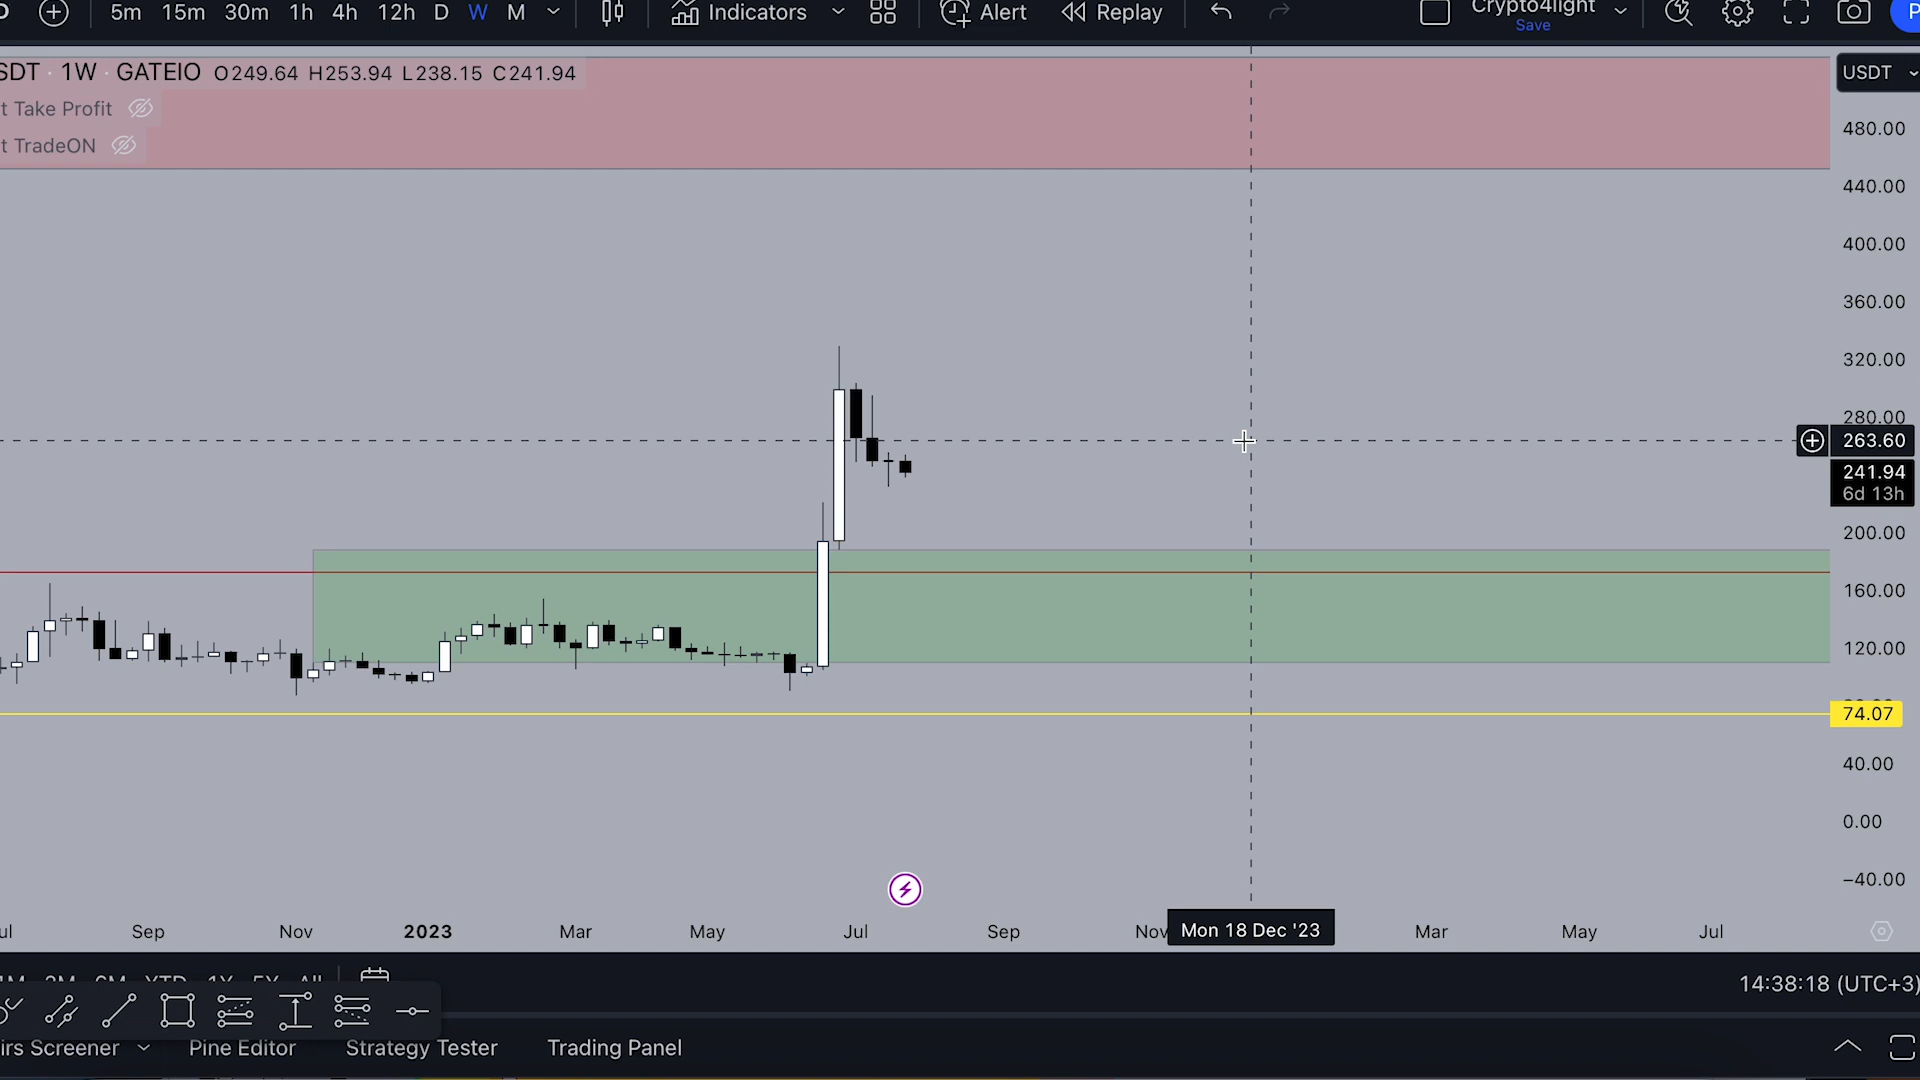 5m 15m 30m 1h 4h 12h D W M Indicators Alert Replay Crypto4light
Save
SDT · 1W · GATEIO O249.64 H253.94 L238.15 C241.94
USDT
t Take Profit
t TradeON
480.00
440.00
400.00
360.00
320.00
280.00
263.60
241.94
6d 13h
200.00
160.00
120.00
74.07
40.00
0.00
−40.00
Sep Nov 2023 Mar May Jul Sep Nov Mon 18 Dec '23 Mar May Jul
14:38:18 (UTC+3)
irs Screener Pine Editor Strategy Tester Trading Panel